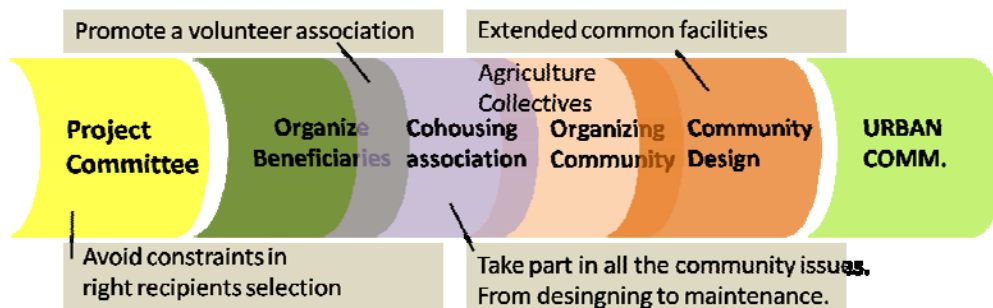 Promote a volunteer association
Extended common facilities
Agriculture
Collectives
Project
Committee
Organize
Beneficiaries
Cohousing
association
Organizing
Community
Community
Design
URBAN
COMM.
Avoid constraints in
right recipients selection
Take part in all the community issues.
From desingning to maintenance.